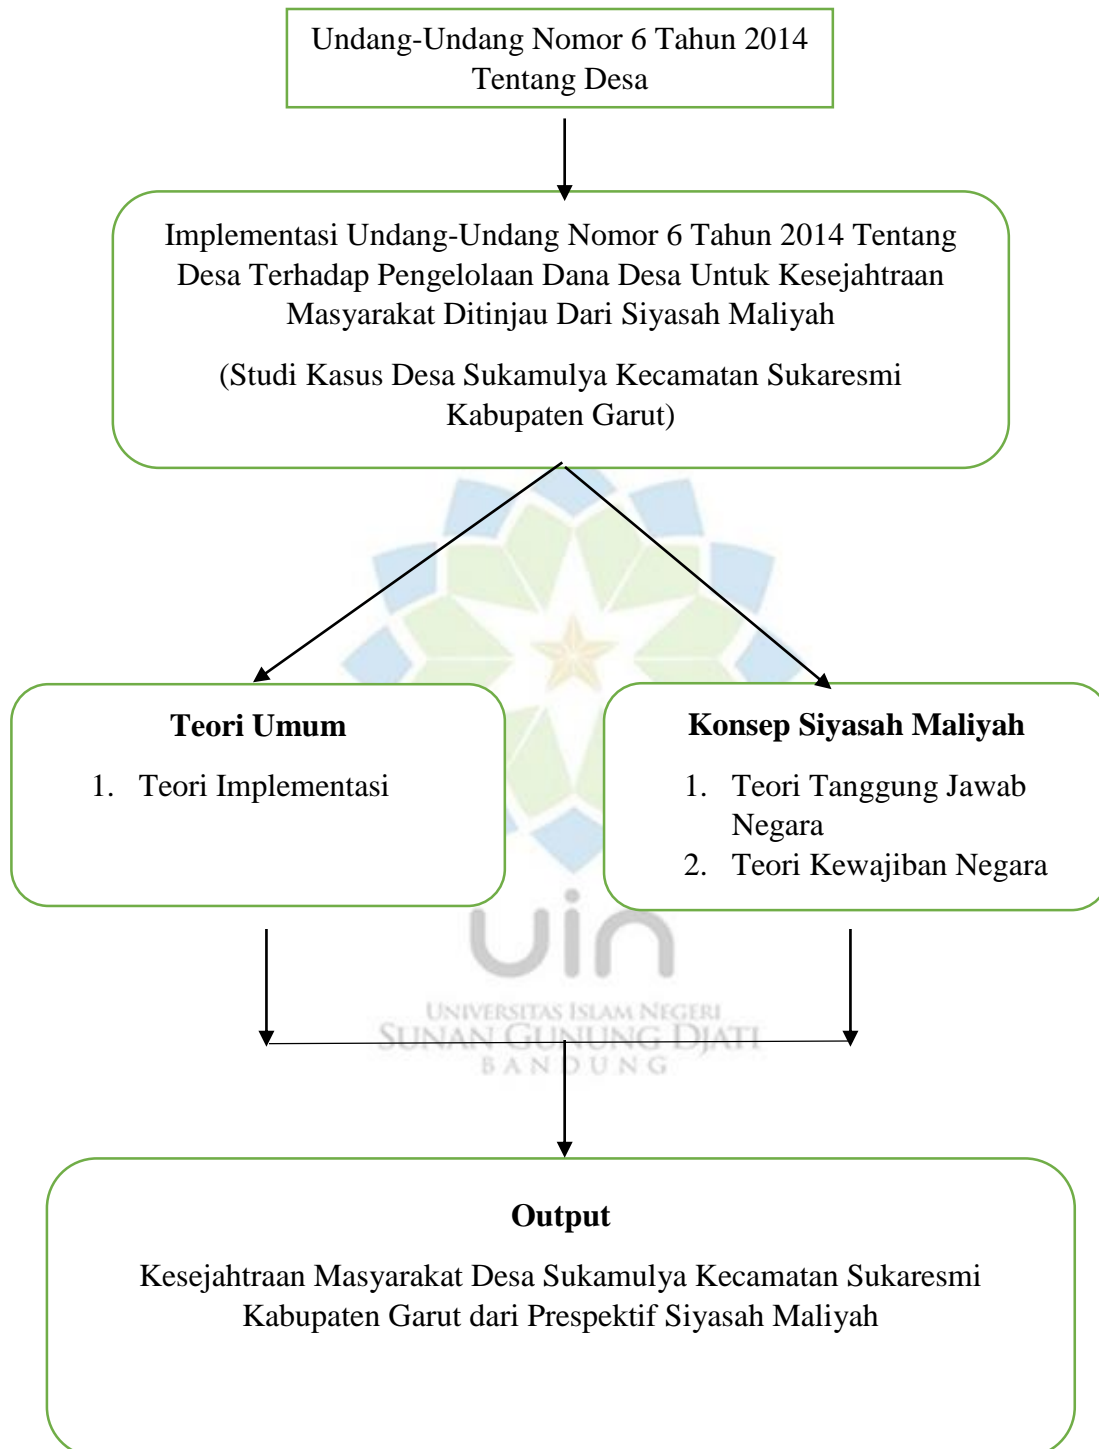 Undang-Undang Nomor 6 Tahun 2014
Tentang Desa
Implementasi Undang-Undang Nomor 6 Tahun 2014 Tentang
Desa Terhadap Pengelolaan Dana Desa Untuk Kesejahtraan
Masyarakat Ditinjau Dari Siyasah Maliyah
(Studi Kasus Desa Sukamulya Kecamatan Sukaresmi
Kabupaten Garut)
Teori Umum
1. Teori Implementasi
Konsep Siyasah Maliyah
1. Teori Tanggung Jawab
Negara
2. Teori Kewajiban Negara
uin
UNIVERSITAS ISLAM NEGERI
SUNAN GUNUNG DJATI
BANDUNG
Output
Kesejahtraan Masyarakat Desa Sukamulya Kecamatan Sukaresmi
Kabupaten Garut dari Prespektif Siyasah Maliyah